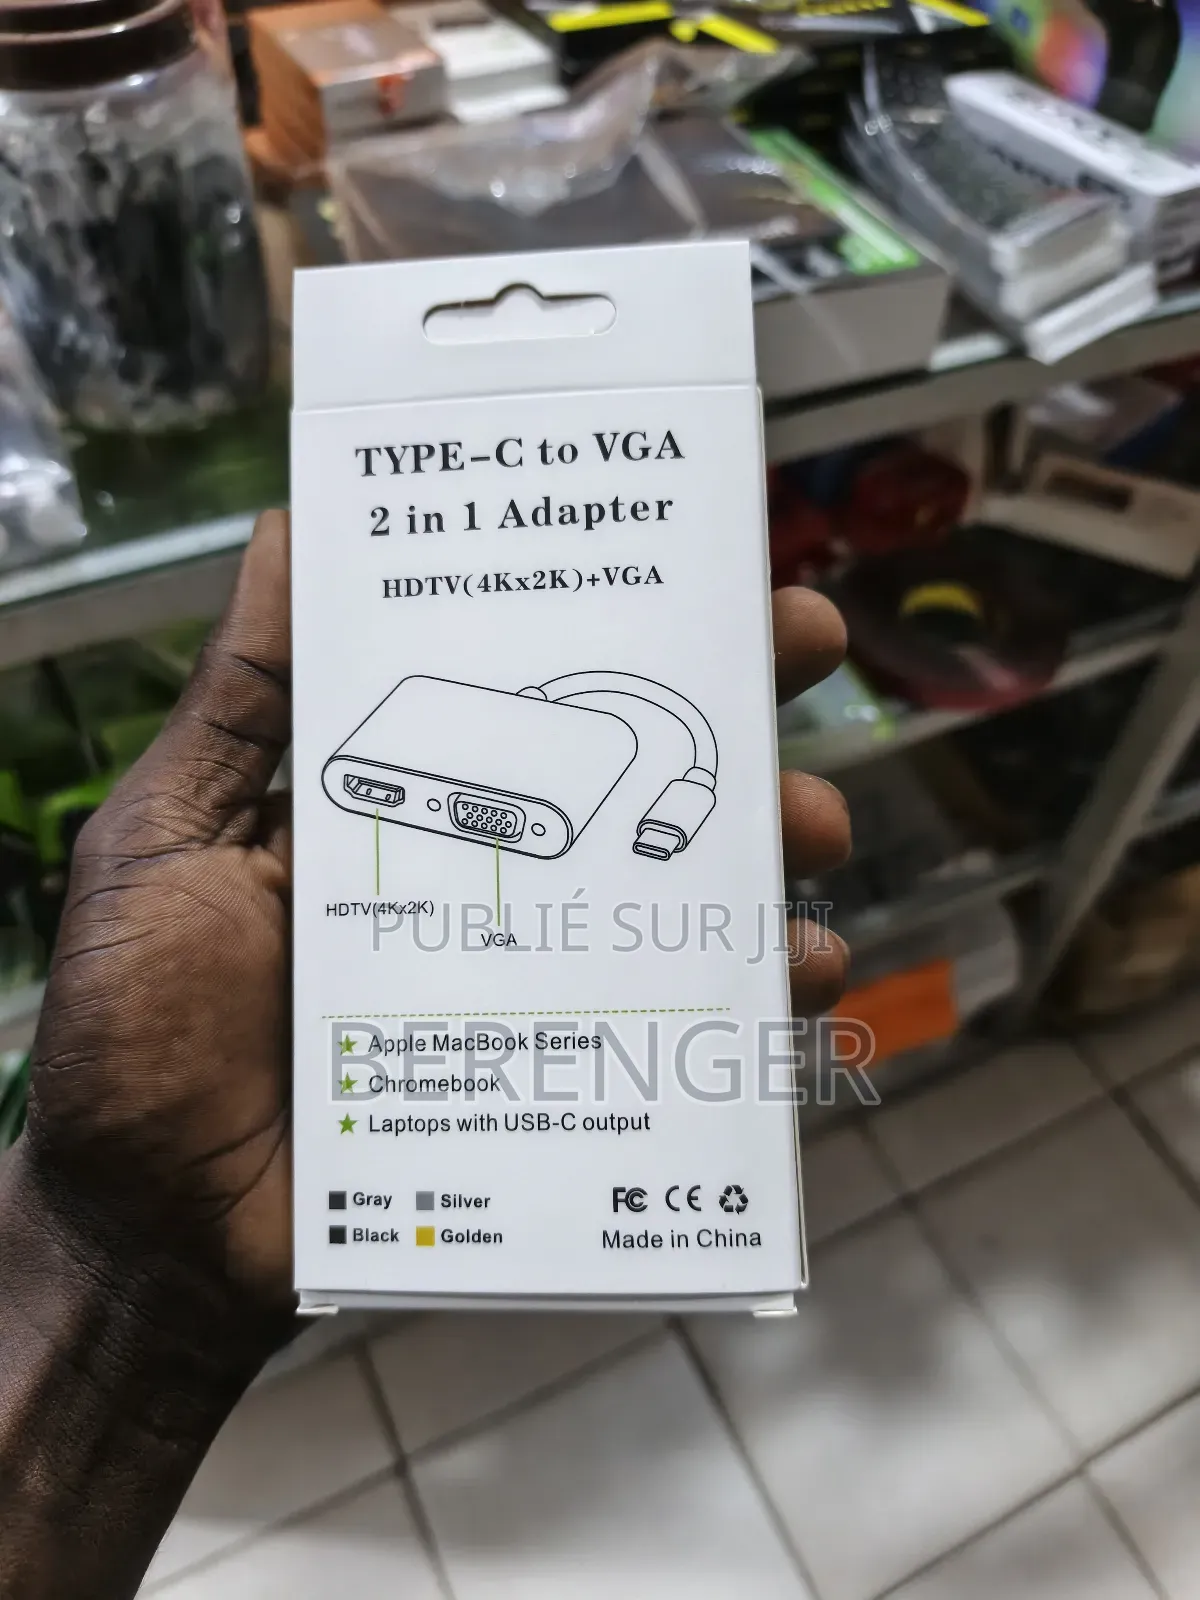 TYPE-C to VGA
2 in 1 Adapter
HDTV(4Kx2K)+VGA
HDTV(4Kx2K)
VGA
PUBLIÉ SUR JIJI
BERENGER
Apple MacBook Series
Chromebook
Laptops with USB-C output
Gray Silver
Black Golden
FC CE
Made in China